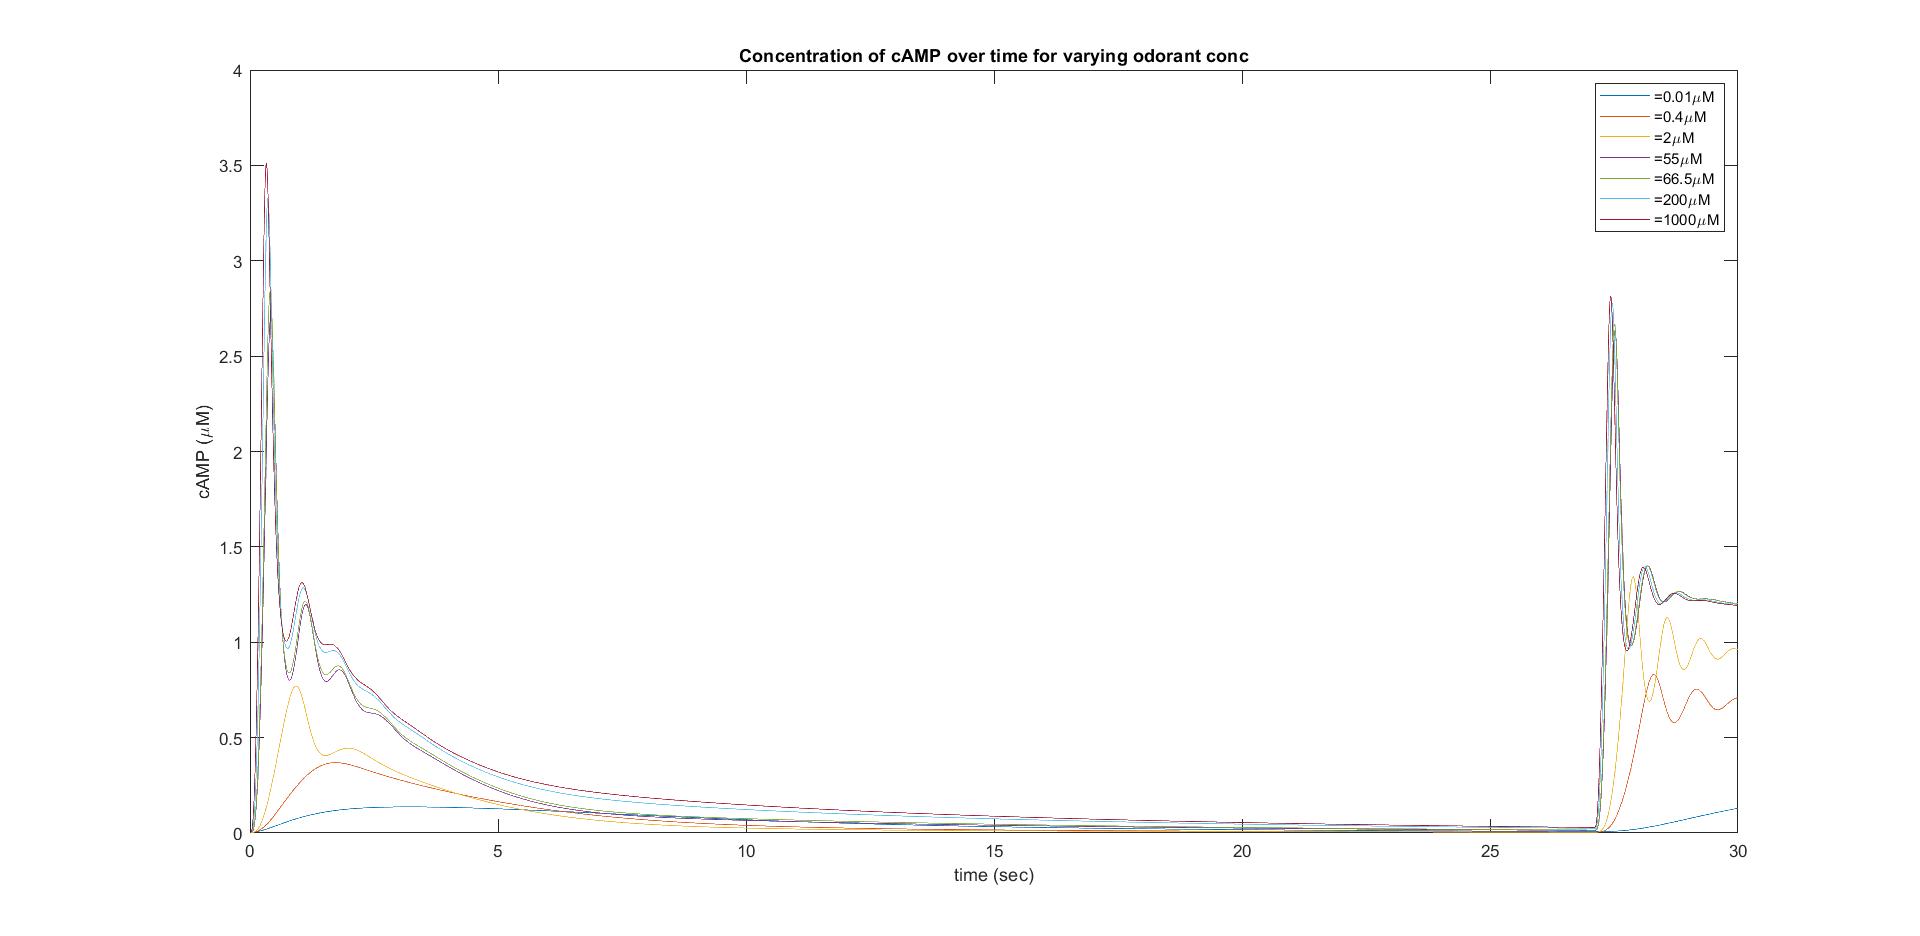 Concentration of cAMP over time for varying odorant conc
4
3.5
3
2.5
2
1.5
1
0.5
0
cAMP (μM)
=0.01μM
=0.4μM
=2μM
=55μM
=66.5μM
=200μM
=1000μM
0 5 10 15 20 25 30
time (sec)